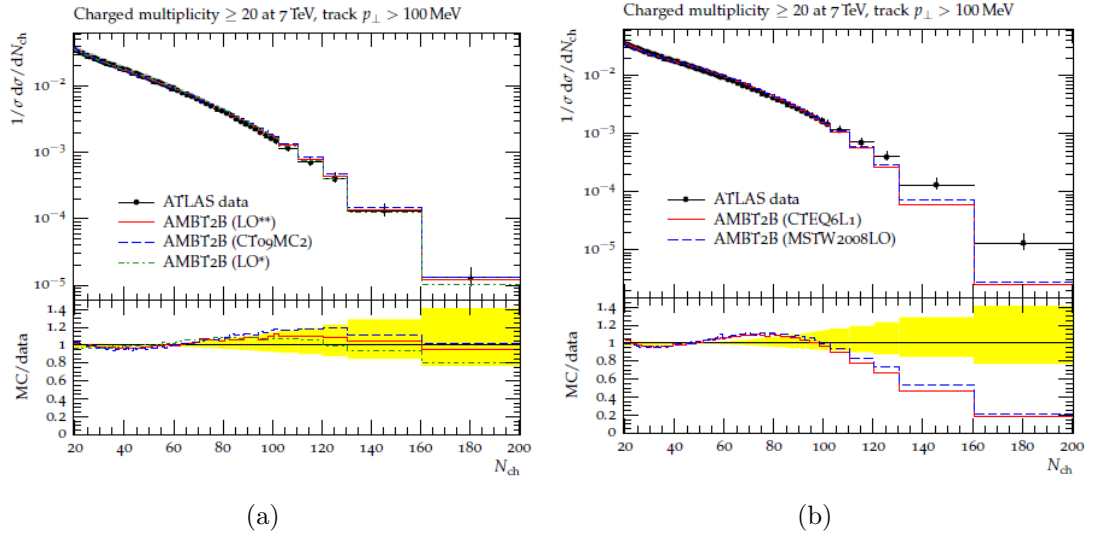 Charged multiplicity ≥ 20 at 7 TeV, track p⊥ > 100 MeV
1/σ dσ/dNch
10⁻²
10⁻³
10⁻⁴
10⁻⁵
ATLAS data
AMBT2B (LO**)
AMBT2B (CT09MC2)
AMBT2B (LO*)
MC/data
1.4
1.2
1
0.8
0.6
0.4
0.2
0
20 40 60 80 100 120 140 160 180 200
Nch
(a)
Charged multiplicity ≥ 20 at 7 TeV, track p⊥ > 100 MeV
1/σ dσ/dNch
10⁻²
10⁻³
10⁻⁴
10⁻⁵
ATLAS data
AMBT2B (CTEQ6L1)
AMBT2B (MSTW2008LO)
MC/data
1.4
1.2
1
0.8
0.6
0.4
0.2
0
20 40 60 80 100 120 140 160 180 200
Nch
(b)